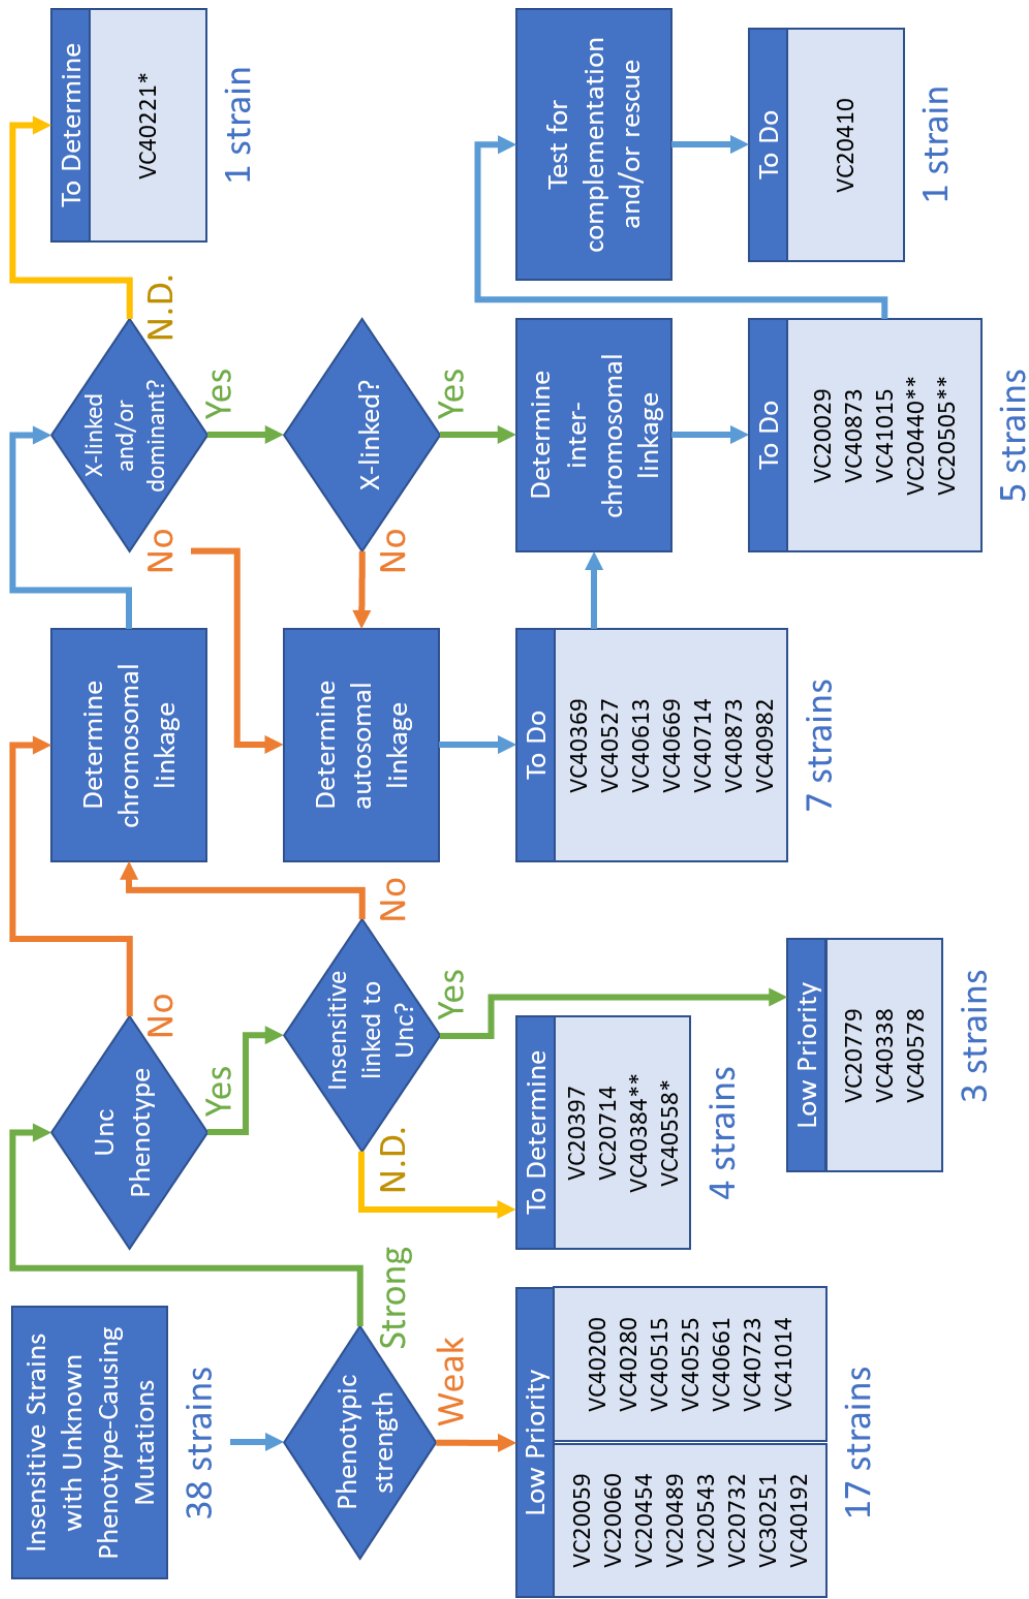 Insensitive Strains
with Unknown
Phenotype-Causing
Mutations
38 strains
Phenotypic
strength
Strong
Weak
Low Priority
VC20059
VC20060
VC20454
VC20489
VC20543
VC20732
VC30251
VC40192
VC40200
VC40280
VC40515
VC40525
VC40661
VC40723
VC41014
17 strains
Unc
Phenotype
No
Yes
Insensitive
linked to
Unc?
N.D.
No
Yes
To Determine
VC20397
VC20714
VC40384**
VC40558*
4 strains
Low Priority
VC20779
VC40338
VC40578
3 strains
Determine
chromosomal
linkage
X-linked
and/or
dominant?
No
N.D.
Yes
To Determine
VC40221*
1 strain
X-linked?
No
Yes
Determine
autosomal
linkage
To Do
VC40369
VC40527
VC40613
VC40669
VC40714
VC40873
VC40982
7 strains
Determine
inter-
chromosomal
linkage
To Do
VC20029
VC40873
VC41015
VC20440**
VC20505**
5 strains
Test for
complementation
and/or rescue
To Do
VC20410
1 strain